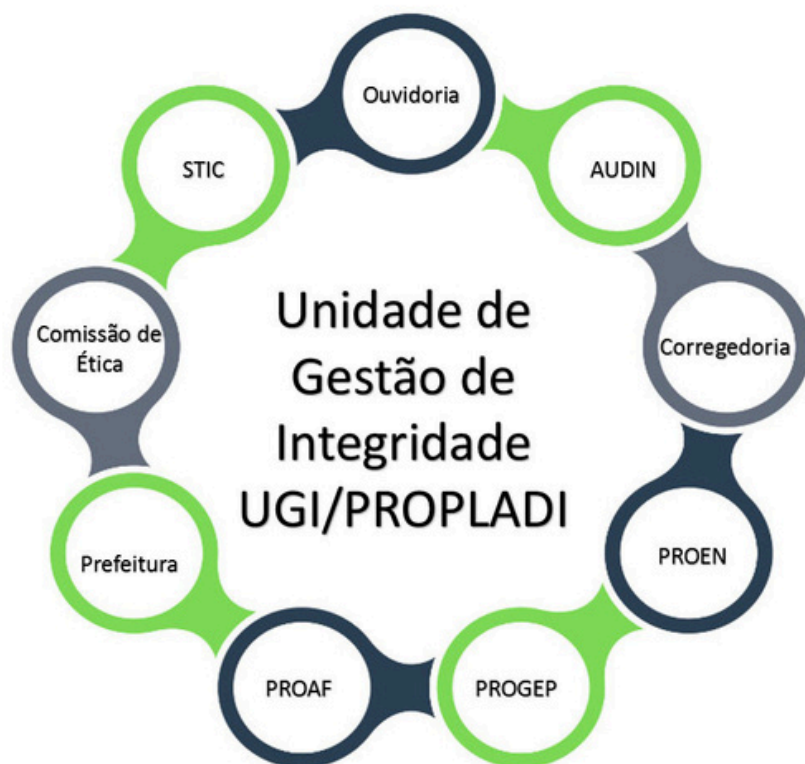 Ouvidoria
AUDIN
Corregedoria
PROEN
PROGEP
PROAF
Prefeitura
Comissão de
Ética
STIC
Unidade de
Gestão de
Integridade
UGI/PROPLADI